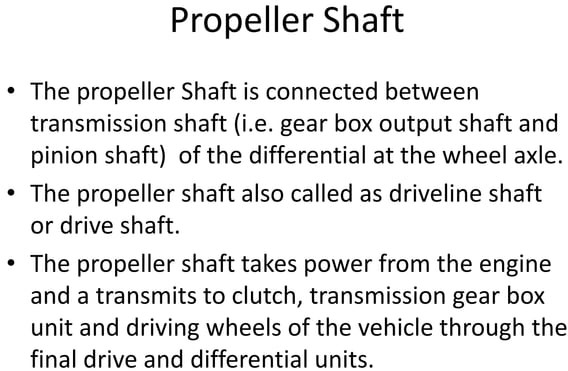 Propeller Shaft
• The propeller Shaft is connected between
transmission shaft (i.e. gear box output shaft and
pinion shaft)  of the differential at the wheel axle.
• The propeller shaft also called as driveline shaft
or drive shaft.
• The propeller shaft takes power from the engine
and a transmits to clutch, transmission gear box
unit and driving wheels of the vehicle through the
final drive and differential units.